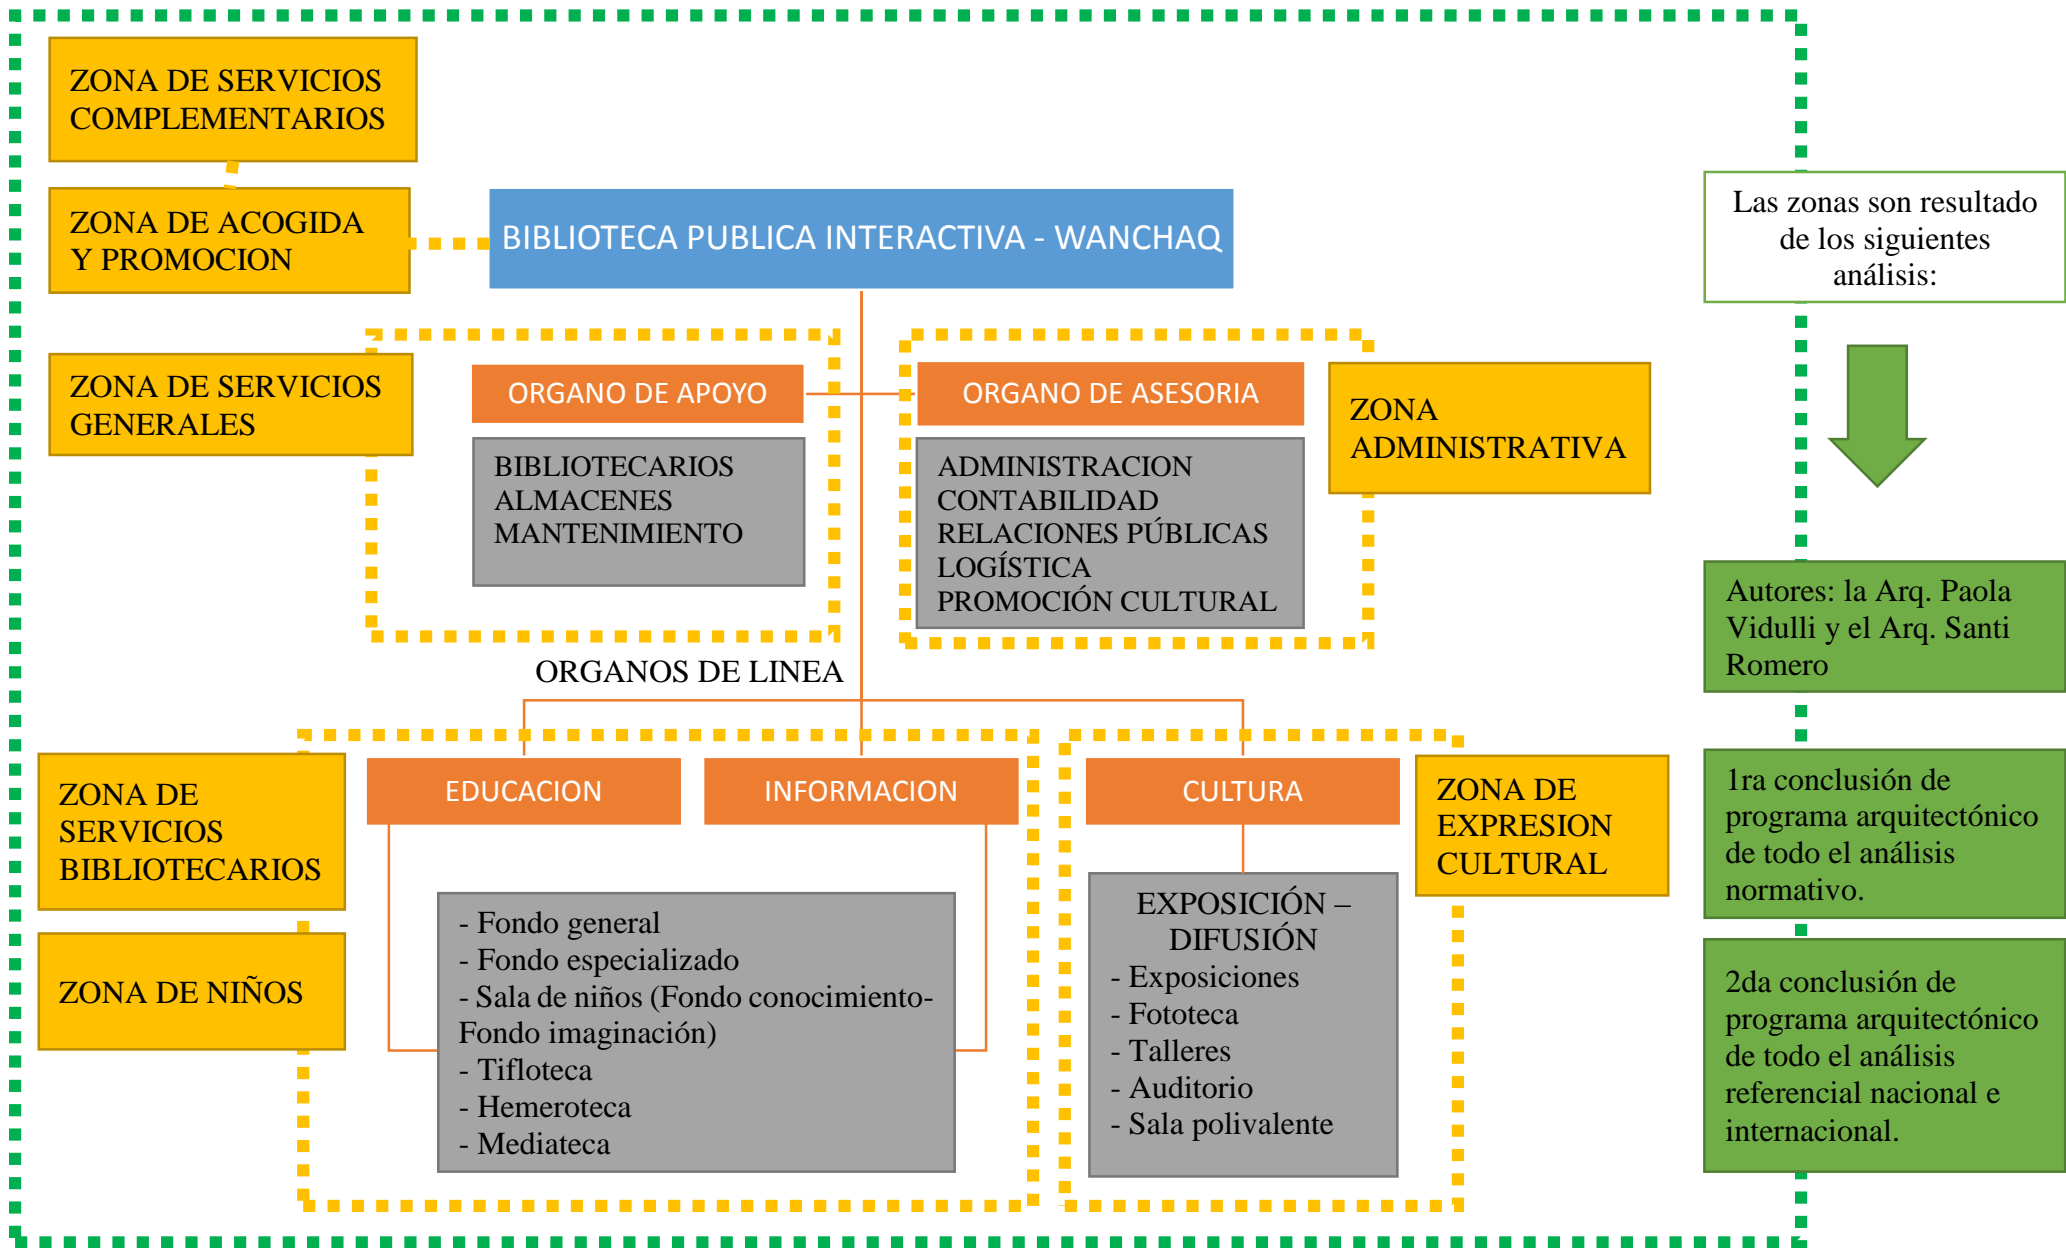 ZONA DE SERVICIOS
COMPLEMENTARIOS
ZONA DE ACOGIDA
Y PROMOCION
BIBLIOTECA PUBLICA INTERACTIVA - WANCHAQ
Las zonas son resultado
de los siguientes
análisis:
ZONA DE SERVICIOS
GENERALES
ORGANO DE APOYO
BIBLIOTECARIOS
ALMACENES
MANTENIMIENTO
ORGANO DE ASESORIA
ADMINISTRACION
CONTABILIDAD
RELACIONES PÚBLICAS
LOGÍSTICA
PROMOCIÓN CULTURAL
ZONA
ADMINISTRATIVA
Autores: la Arq. Paola
Vidulli y el Arq. Santi
Romero
ORGANOS DE LINEA
ZONA DE
SERVICIOS
BIBLIOTECARIOS
ZONA DE NIÑOS
EDUCACION
INFORMACION
- Fondo general
- Fondo especializado
- Sala de niños (Fondo conocimiento-
Fondo imaginación)
- Tifloteca
- Hemeroteca
- Mediateca
CULTURA
EXPOSICIÓN –
DIFUSIÓN
- Exposiciones
- Fototeca
- Talleres
- Auditorio
- Sala polivalente
ZONA DE
EXPRESION
CULTURAL
1ra conclusión de
programa arquitectónico
de todo el análisis
normativo.
2da conclusión de
programa arquitectónico
de todo el análisis
referencial nacional e
internacional.